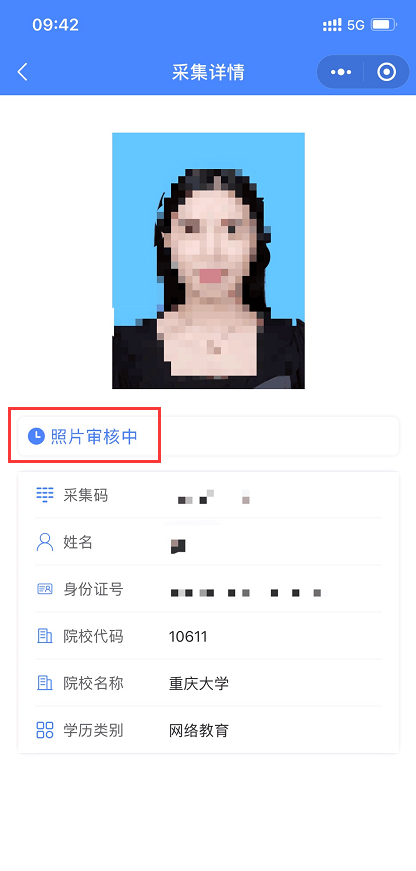 09:42 5G
采集详情
照片审核中
采集码
姓名
身份证号
院校代码 10611
院校名称 重庆大学
学历类别 网络教育